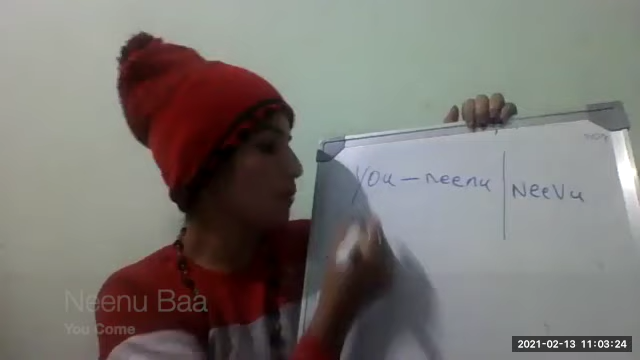 You – neenu | NeeVu
Neenu Baa
You Come
2021-02-13 11:03:24